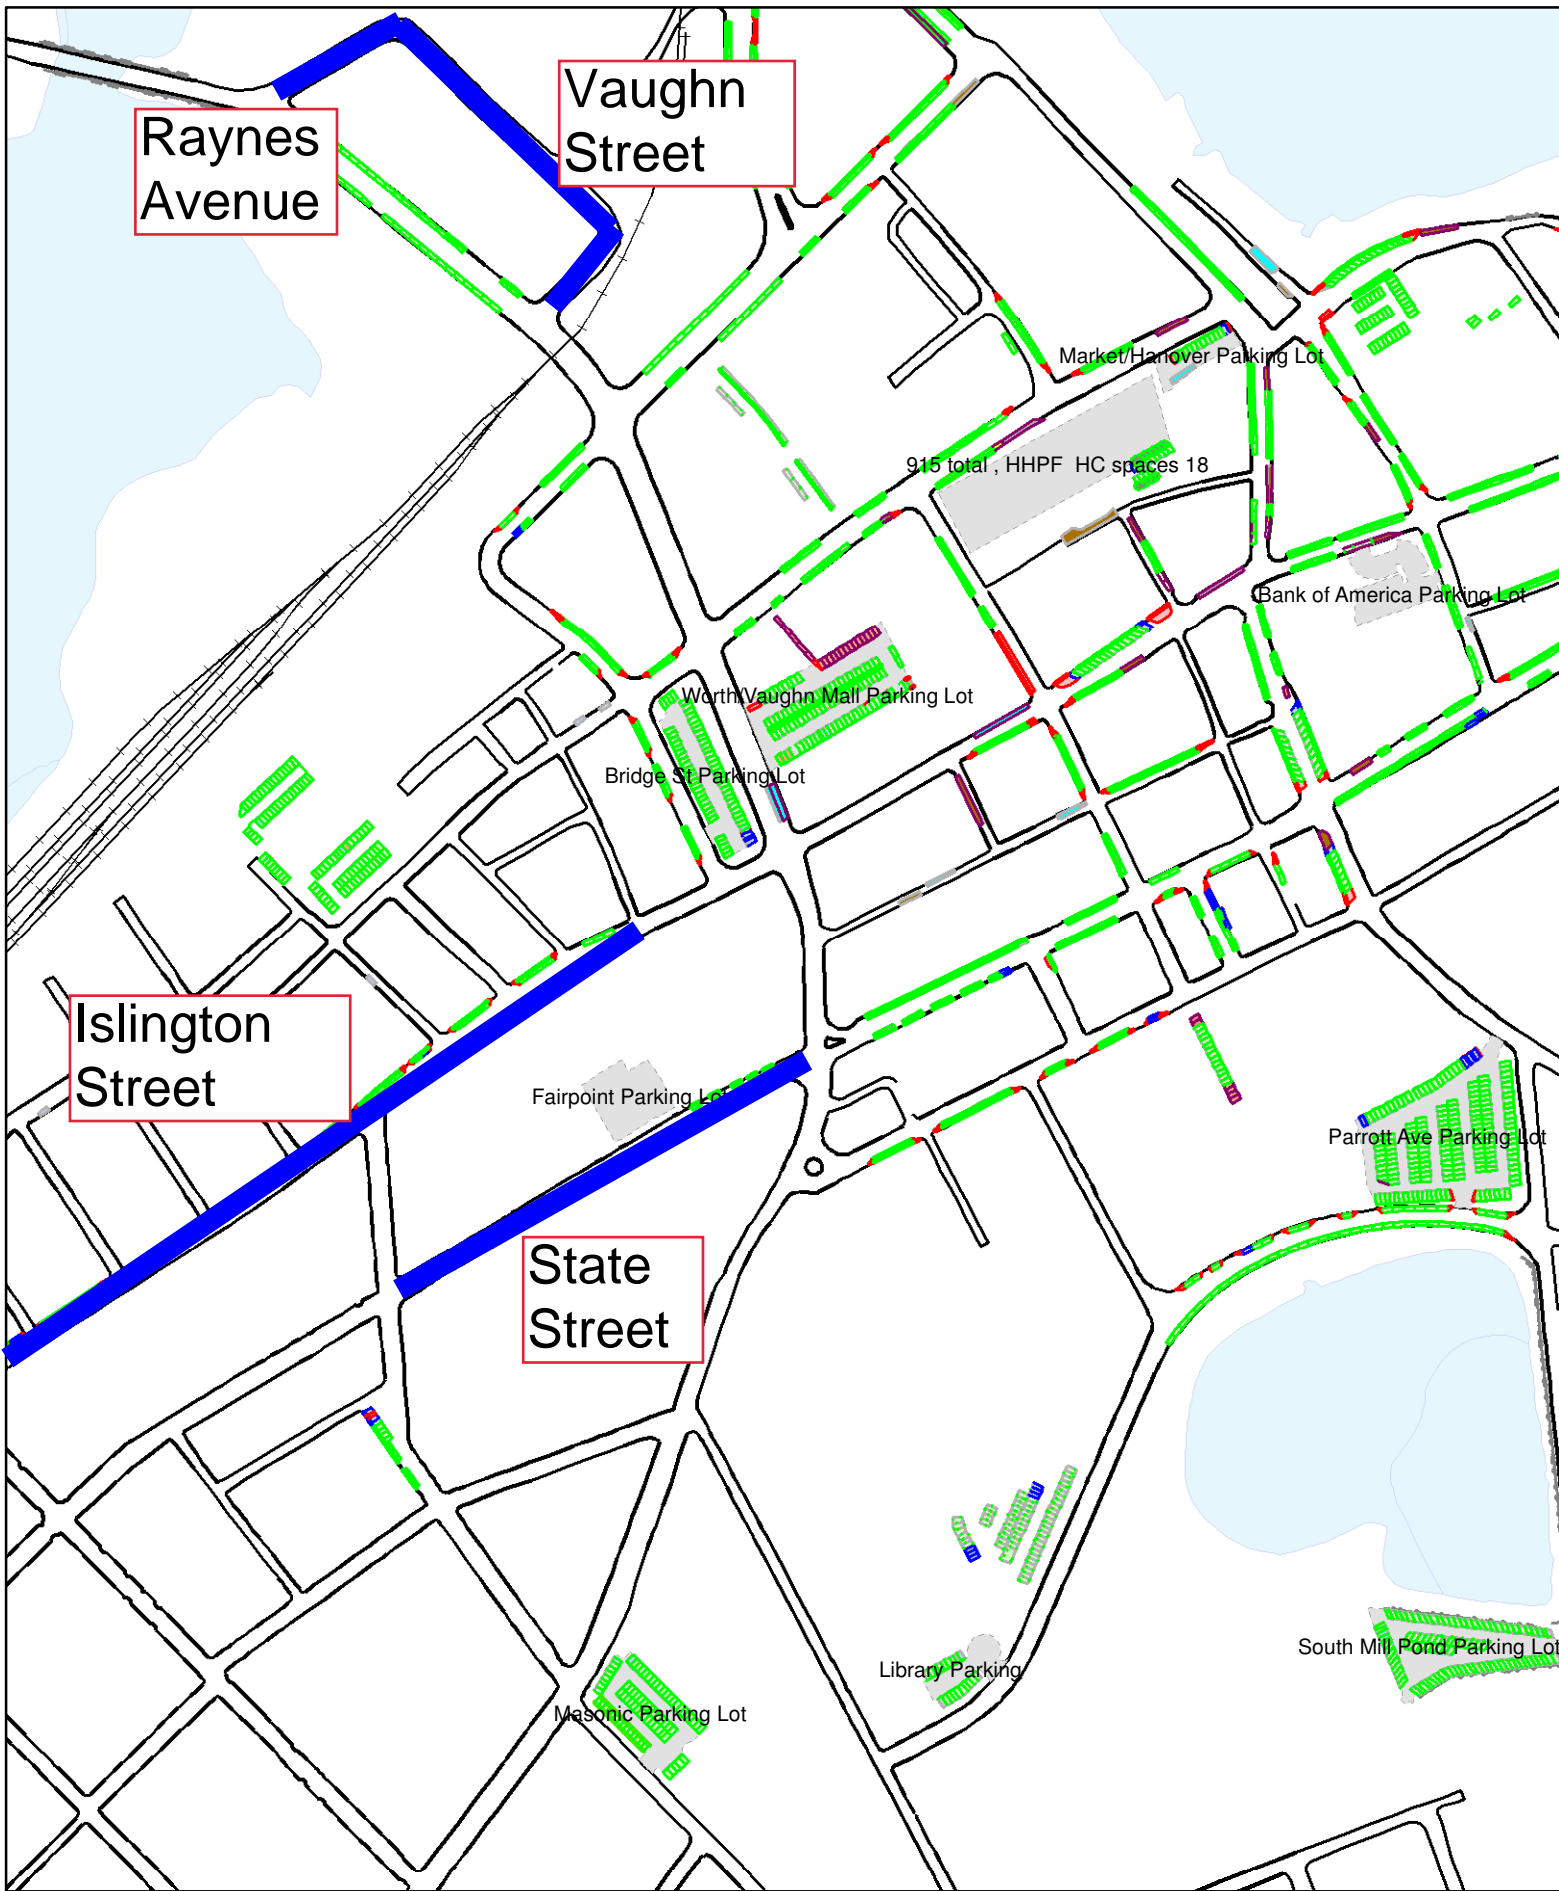 Vaughn
Street
Raynes
Avenue
Market/Hanover Parking Lot
915 total , HHPF HC spaces 18
Bank of America Parking Lot
Worth/Vaughn Mall Parking Lot
Bridge St Parking Lot
Islington
Street
Fairpoint Parking Lot
Parrott Ave Parking Lot
State
Street
South Mill Pond Parking Lot
Library Parking
Masonic Parking Lot